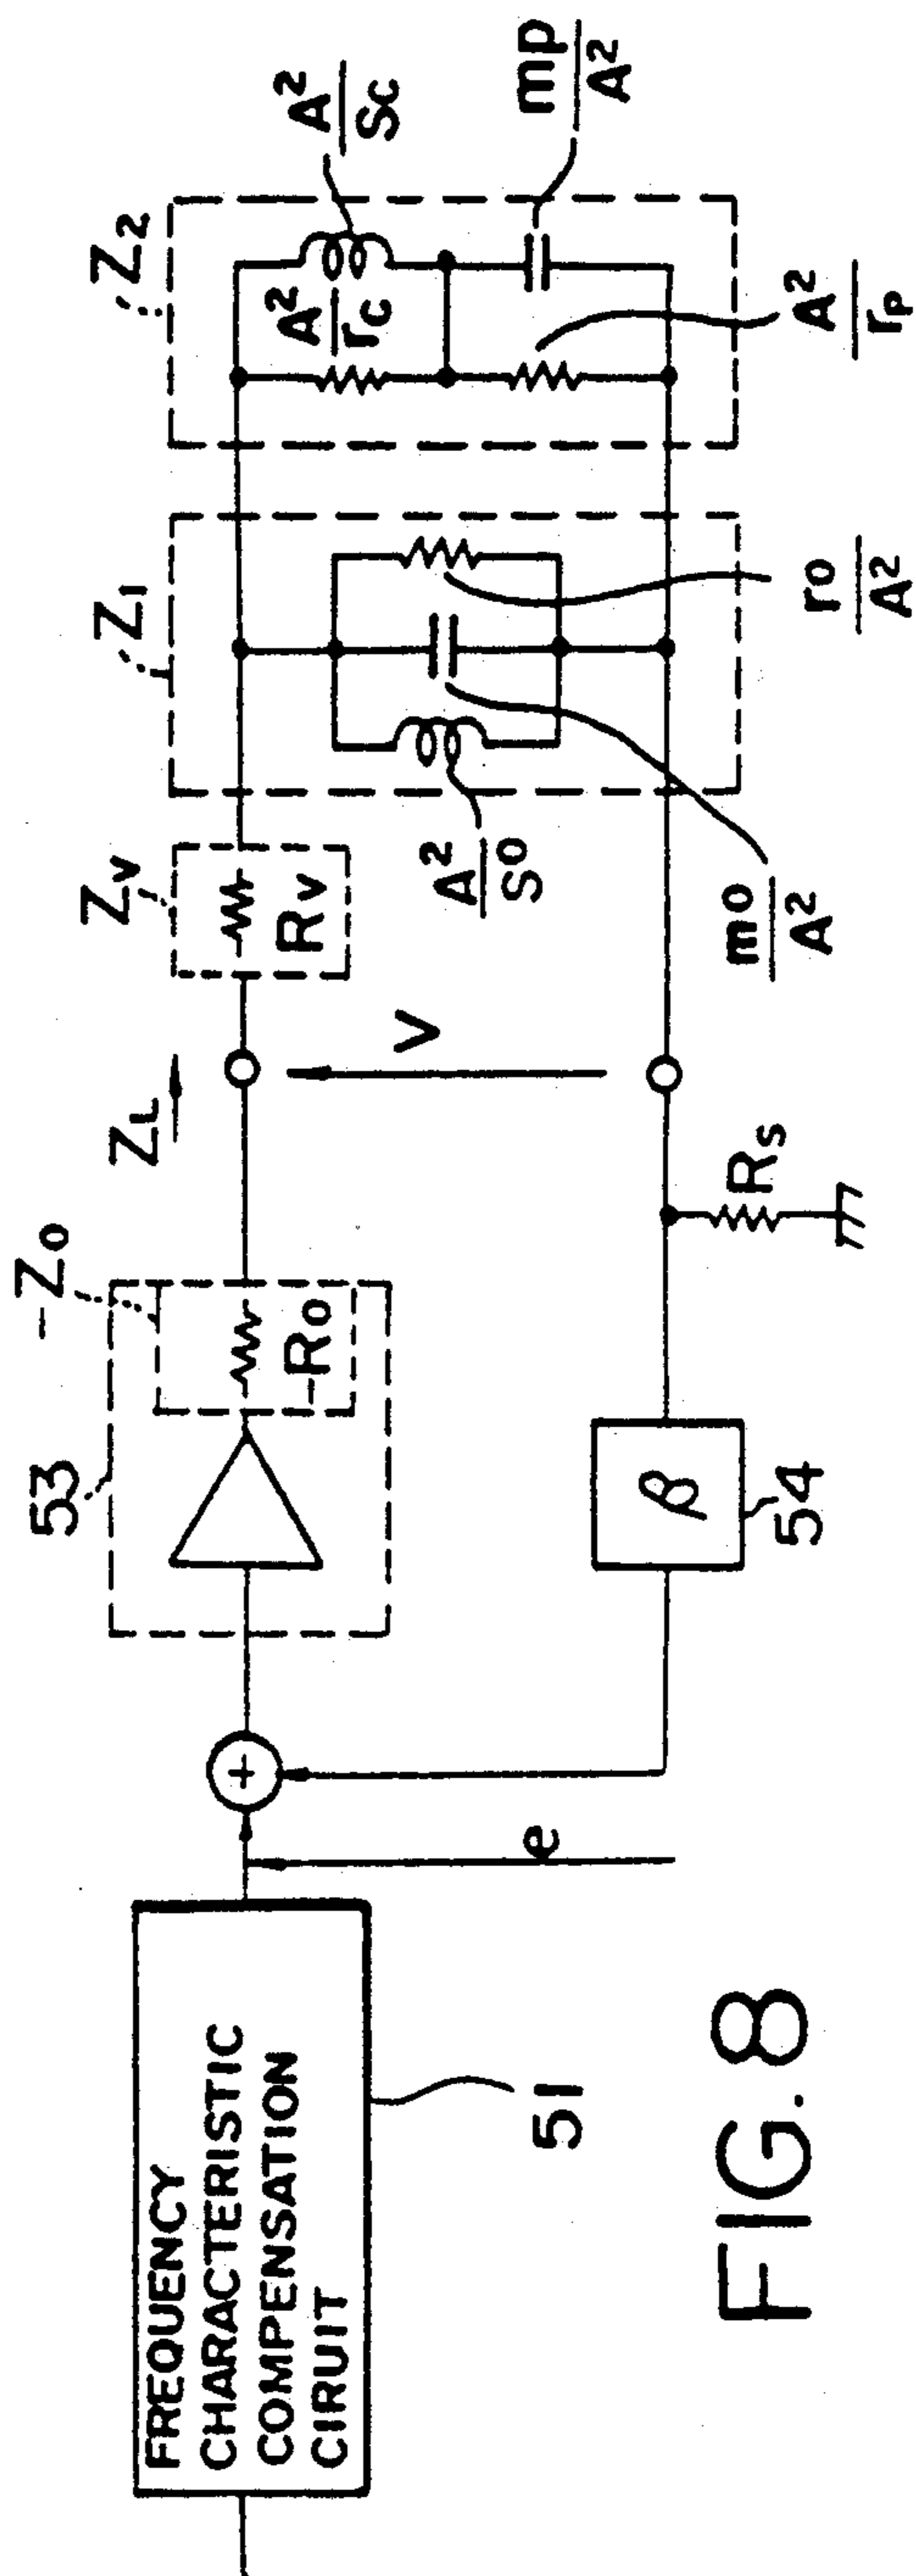 FREQUENCY
CHARACTERISTIC
COMPENSATION
CIRUIT
51
e
+
53
-Z0
-R0
β
54
RS
ZL
V
ZV
RV
Z1
A²/S0
m0/A²
r0/A²
Z2
A²/rC
A²/SC
mP/A²
A²/rP
FIG. 8